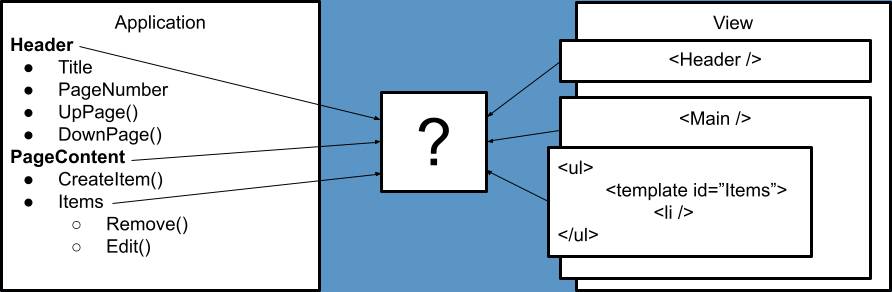 Application
Header
● Title
● PageNumber
● UpPage()
● DownPage()
PageContent
● CreateItem()
● Items
○ Remove()
○ Edit()
?
View
<Header />
<Main />
<ul>
<template id=”Items”>
<li />
</ul>